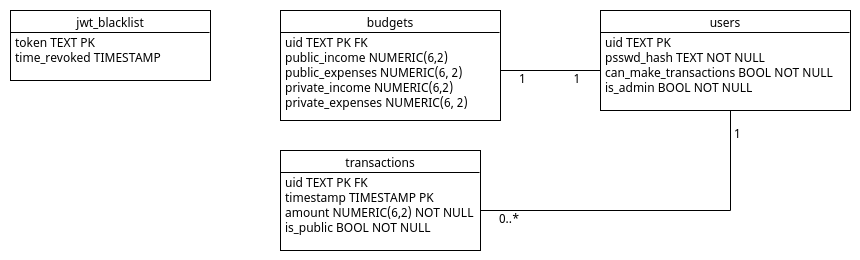 jwt_blacklist
token TEXT PK
time_revoked TIMESTAMP
budgets
uid TEXT PK FK
public_income NUMERIC(6,2)
public_expenses NUMERIC(6, 2)
private_income NUMERIC(6,2)
private_expenses NUMERIC(6, 2)
1
1
users
uid TEXT PK
psswd_hash TEXT NOT NULL
can_make_transactions BOOL NOT NULL
is_admin BOOL NOT NULL
1
transactions
uid TEXT PK FK
timestamp TIMESTAMP PK
amount NUMERIC(6,2) NOT NULL
is_public BOOL NOT NULL
0..*